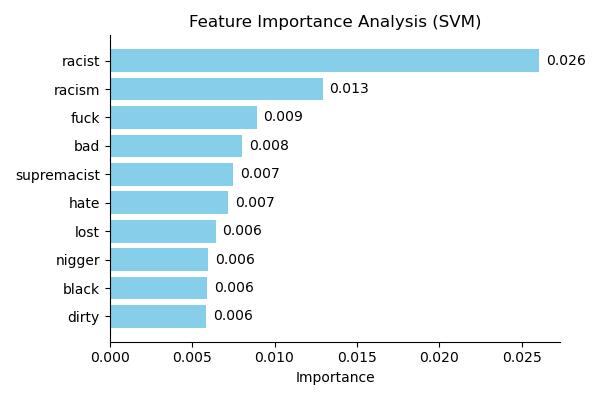 Feature Importance Analysis (SVM)
racist 0.026
racism 0.013
fuck 0.009
bad 0.008
supremacist 0.007
hate 0.007
lost 0.006
nigger 0.006
black 0.006
dirty 0.006
0.000 0.005 0.010 0.015 0.020 0.025
Importance